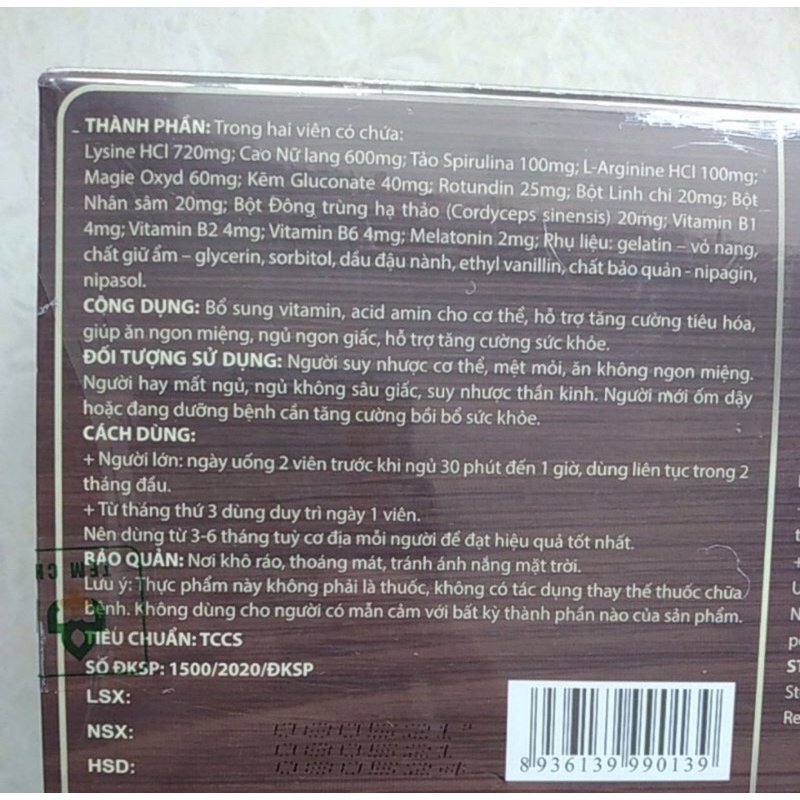 THÀNH PHẦN: Trong hai viên có chứa:
Lysine HCl 720mg; Cao Nữ lang 600mg; Tảo Spirulina 100mg; L-Arginine HCl 100mg;
Magie Oxyd 60mg; Kẽm Gluconate 40mg; Rotundin 25mg; Bột Linh chi 20mg; Bột
Nhân sâm 20mg; Bột Đông trùng hạ thảo (Cordyceps sinensis) 20mg; Vitamin B1
4mg; Vitamin B2 4mg; Vitamin B6 4mg; Melatonin 2mg; Phụ liệu: gelatin – vỏ nang,
chất giữ ẩm – glycerin, sorbitol, dầu đậu nành, ethyl vanillin, chất bảo quản - nipagin,
nipasol.
CÔNG DỤNG: Bổ sung vitamin, acid amin cho cơ thể, hỗ trợ tăng cường tiêu hóa,
giúp ăn ngon miệng, ngủ ngon giấc, hỗ trợ tăng cường sức khỏe.
ĐỐI TƯỢNG SỬ DỤNG: Người suy nhược cơ thể, mệt mỏi, ăn không ngon miệng.
Người hay mất ngủ, ngủ không sâu giấc, suy nhược thần kinh. Người mới ốm dậy
hoặc đang dưỡng bệnh cần tăng cường bồi bổ sức khỏe.
CÁCH DÙNG:
+ Người lớn: ngày uống 2 viên trước khi ngủ 30 phút đến 1 giờ, dùng liên tục trong 2
tháng đầu.
+ Từ tháng thứ 3 dùng duy trì ngày 1 viên.
Nên dùng từ 3-6 tháng tuỳ cơ địa mỗi người để đạt hiệu quả tốt nhất.
BẢO QUẢN: Nơi khô ráo, thoáng mát, tránh ánh nắng mặt trời.
Lưu ý: Thực phẩm này không phải là thuốc, không có tác dụng thay thế thuốc chữa
bệnh. Không dùng cho người có mẫn cảm với bất kỳ thành phần nào của sản phẩm.
TIÊU CHUẨN: TCCS
SỐ ĐKSP: 1500/2020/ĐKSP
LSX:
NSX:
HSD:
8 936139 990139